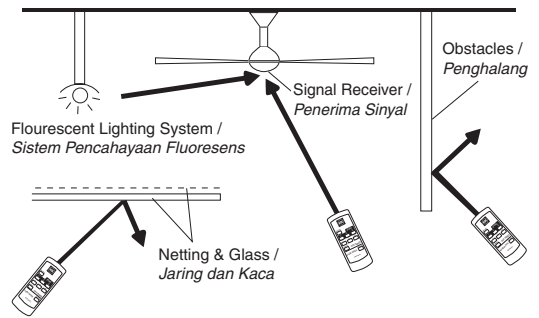 Obstacles /
Penghalang
Signal Receiver /
Penerima Sinyal
Flourescent Lighting System /
Sistem Pencahayaan Fluoresens
Netting & Glass /
Jaring dan Kaca